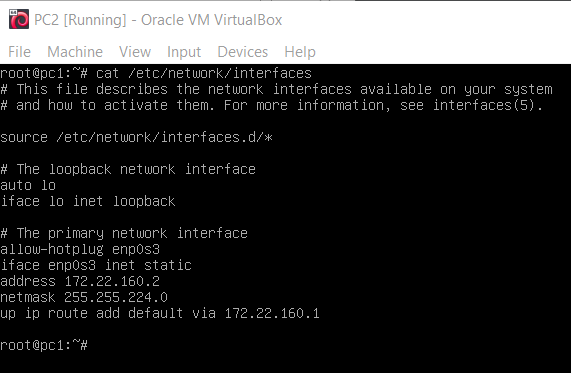 PC2 [Running] - Oracle VM VirtualBox
File Machine View Input Devices Help
root@pc1:~# cat /etc/network/interfaces
# This file describes the network interfaces available on your system
# and how to activate them. For more information, see interfaces(5).
source /etc/network/interfaces.d/*
# The loopback network interface
auto lo
iface lo inet loopback
# The primary network interface
allow-hotplug enp0s3
iface enp0s3 inet static
address 172.22.160.2
netmask 255.255.224.0
up ip route add default via 172.22.160.1
root@pc1:~#